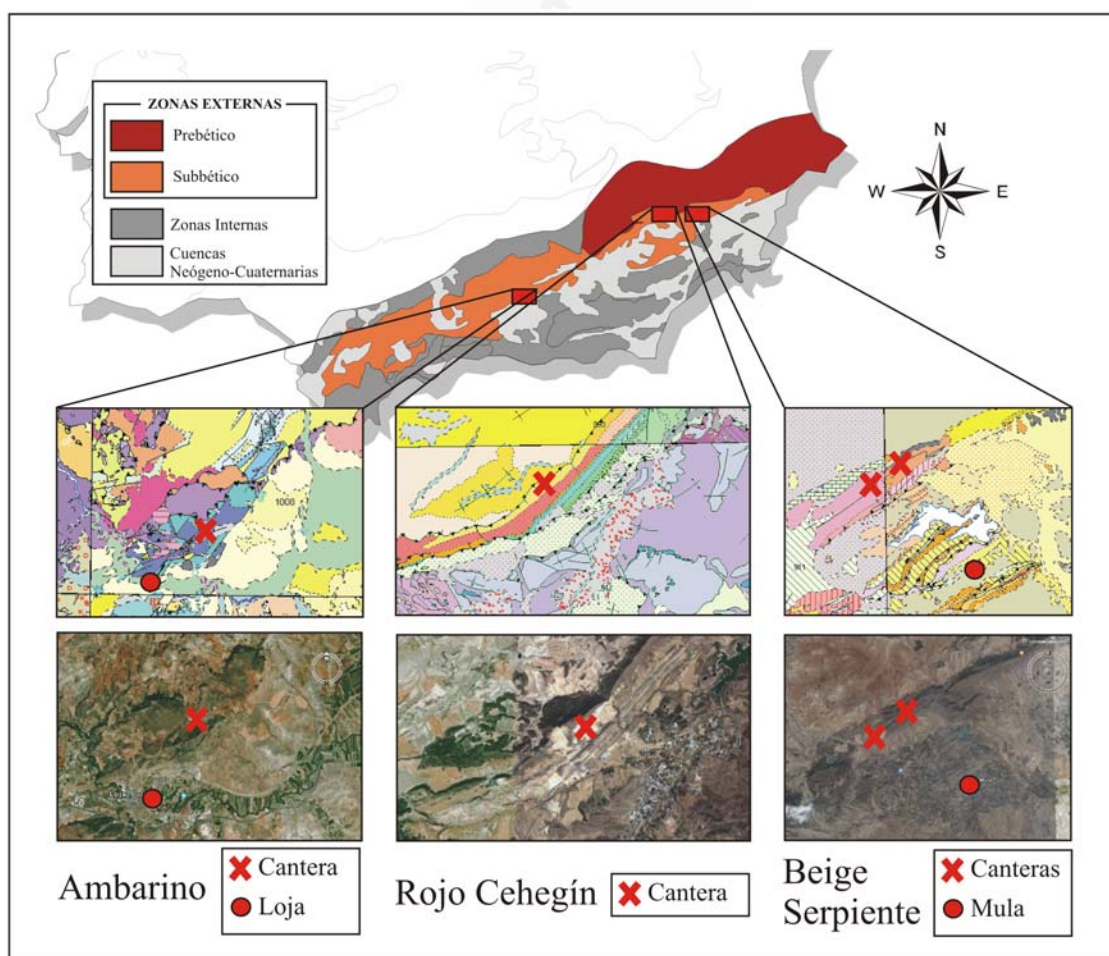 ZONAS EXTERNAS
Prebético
Subbético
Zonas Internas
Cuencas
Neógeno-Cuaternarias
N
W
E
S
1008
Ambarino
Cantera
Loja
Rojo Cehegín
Cantera
Beige
Serpiente
Canteras
Mula